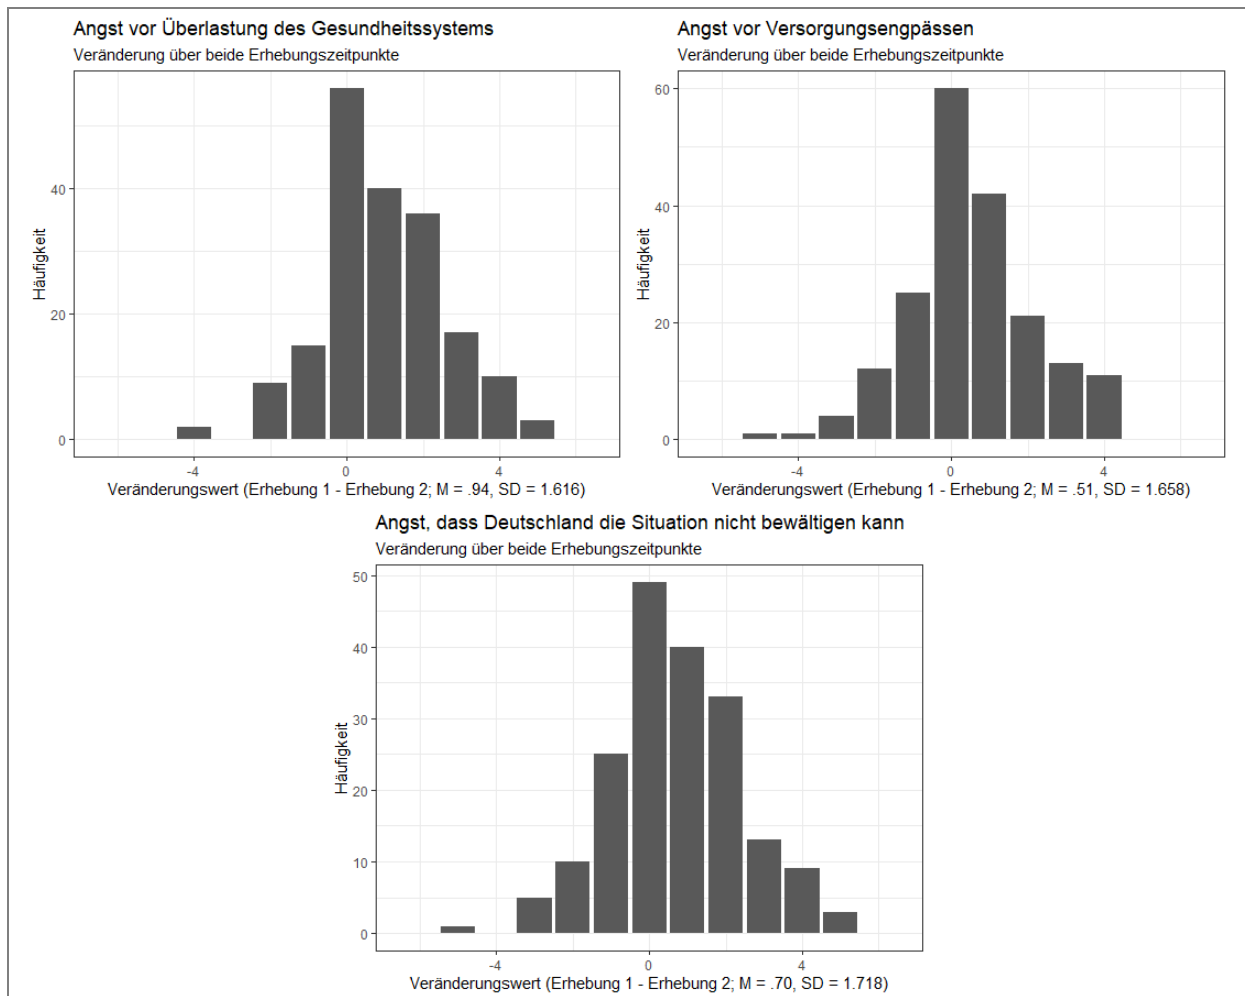 Angst vor Überlastung des Gesundheitssystems
Veränderung über beide Erhebungszeitpunkte
Häufigkeit
40
20
0
-4 0 4
Veränderungswert (Erhebung 1 - Erhebung 2; M = .94, SD = 1.616)
Angst vor Versorgungsengpässen
Veränderung über beide Erhebungszeitpunkte
Häufigkeit
60
40
20
0
-4 0 4
Veränderungswert (Erhebung 1 - Erhebung 2; M = .51, SD = 1.658)
Angst, dass Deutschland die Situation nicht bewältigen kann
Veränderung über beide Erhebungszeitpunkte
Häufigkeit
50
40
30
20
10
0
-4 0 4
Veränderungswert (Erhebung 1 - Erhebung 2; M = .70, SD = 1.718)